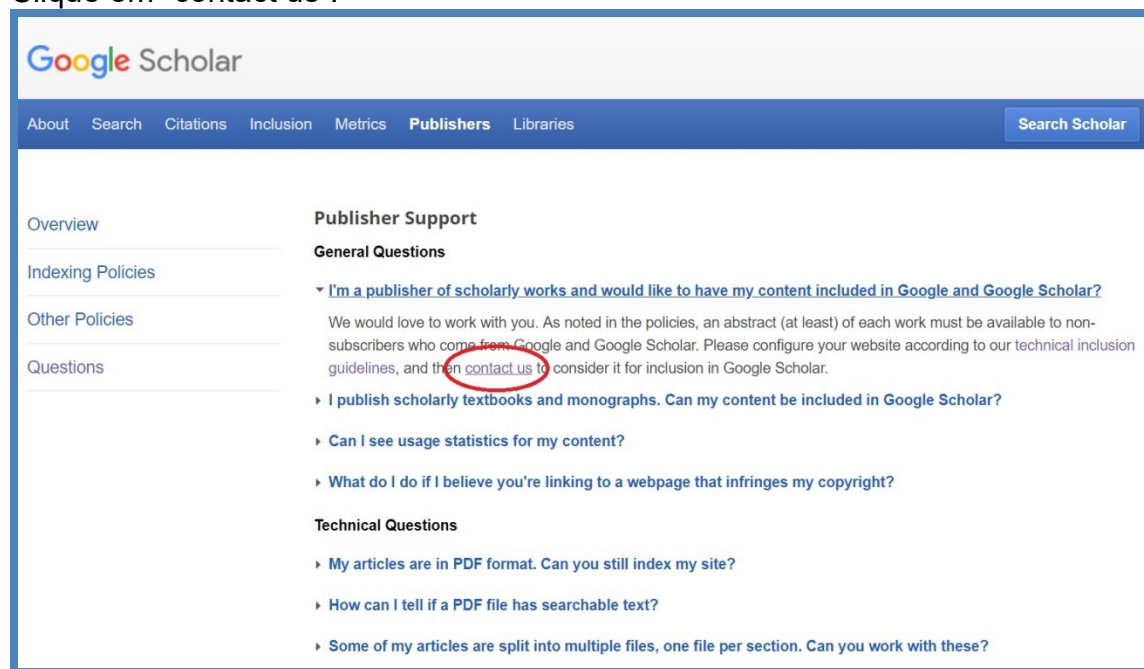 Clique em "contact us".
Google Scholar
About Search Citations Inclusion Metrics Publishers Libraries Search Scholar
Overview
Indexing Policies
Other Policies
Questions
Publisher Support
General Questions
I'm a publisher of scholarly works and would like to have my content included in Google and Google Scholar?
We would love to work with you. As noted in the policies, an abstract (at least) of each work must be available to non-
subscribers who come from Google and Google Scholar. Please configure your website according to our technical inclusion
guidelines, and then contact us to consider it for inclusion in Google Scholar.
I publish scholarly textbooks and monographs. Can my content be included in Google Scholar?
Can I see usage statistics for my content?
What do I do if I believe you're linking to a webpage that infringes my copyright?
Technical Questions
My articles are in PDF format. Can you still index my site?
How can I tell if a PDF file has searchable text?
Some of my articles are split into multiple files, one file per section. Can you work with these?